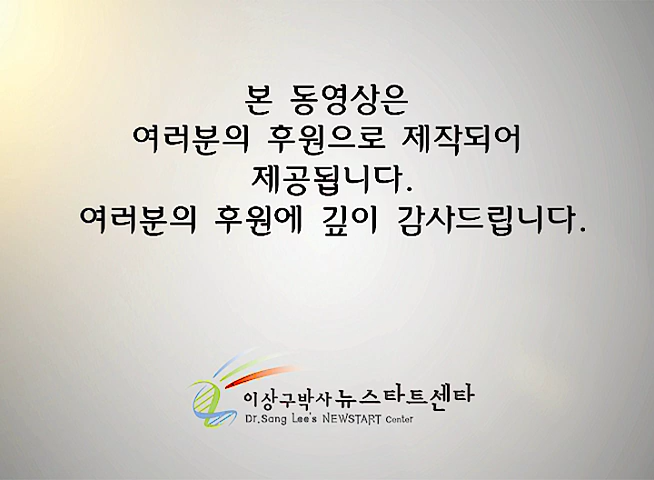 본 동영상은
여러분의 후원으로 제작되어
제공됩니다.
여러분의 후원에 깊이 감사드립니다.
이상구박사 뉴스타트센타
Dr.Sang Lee's NEWSTART Center